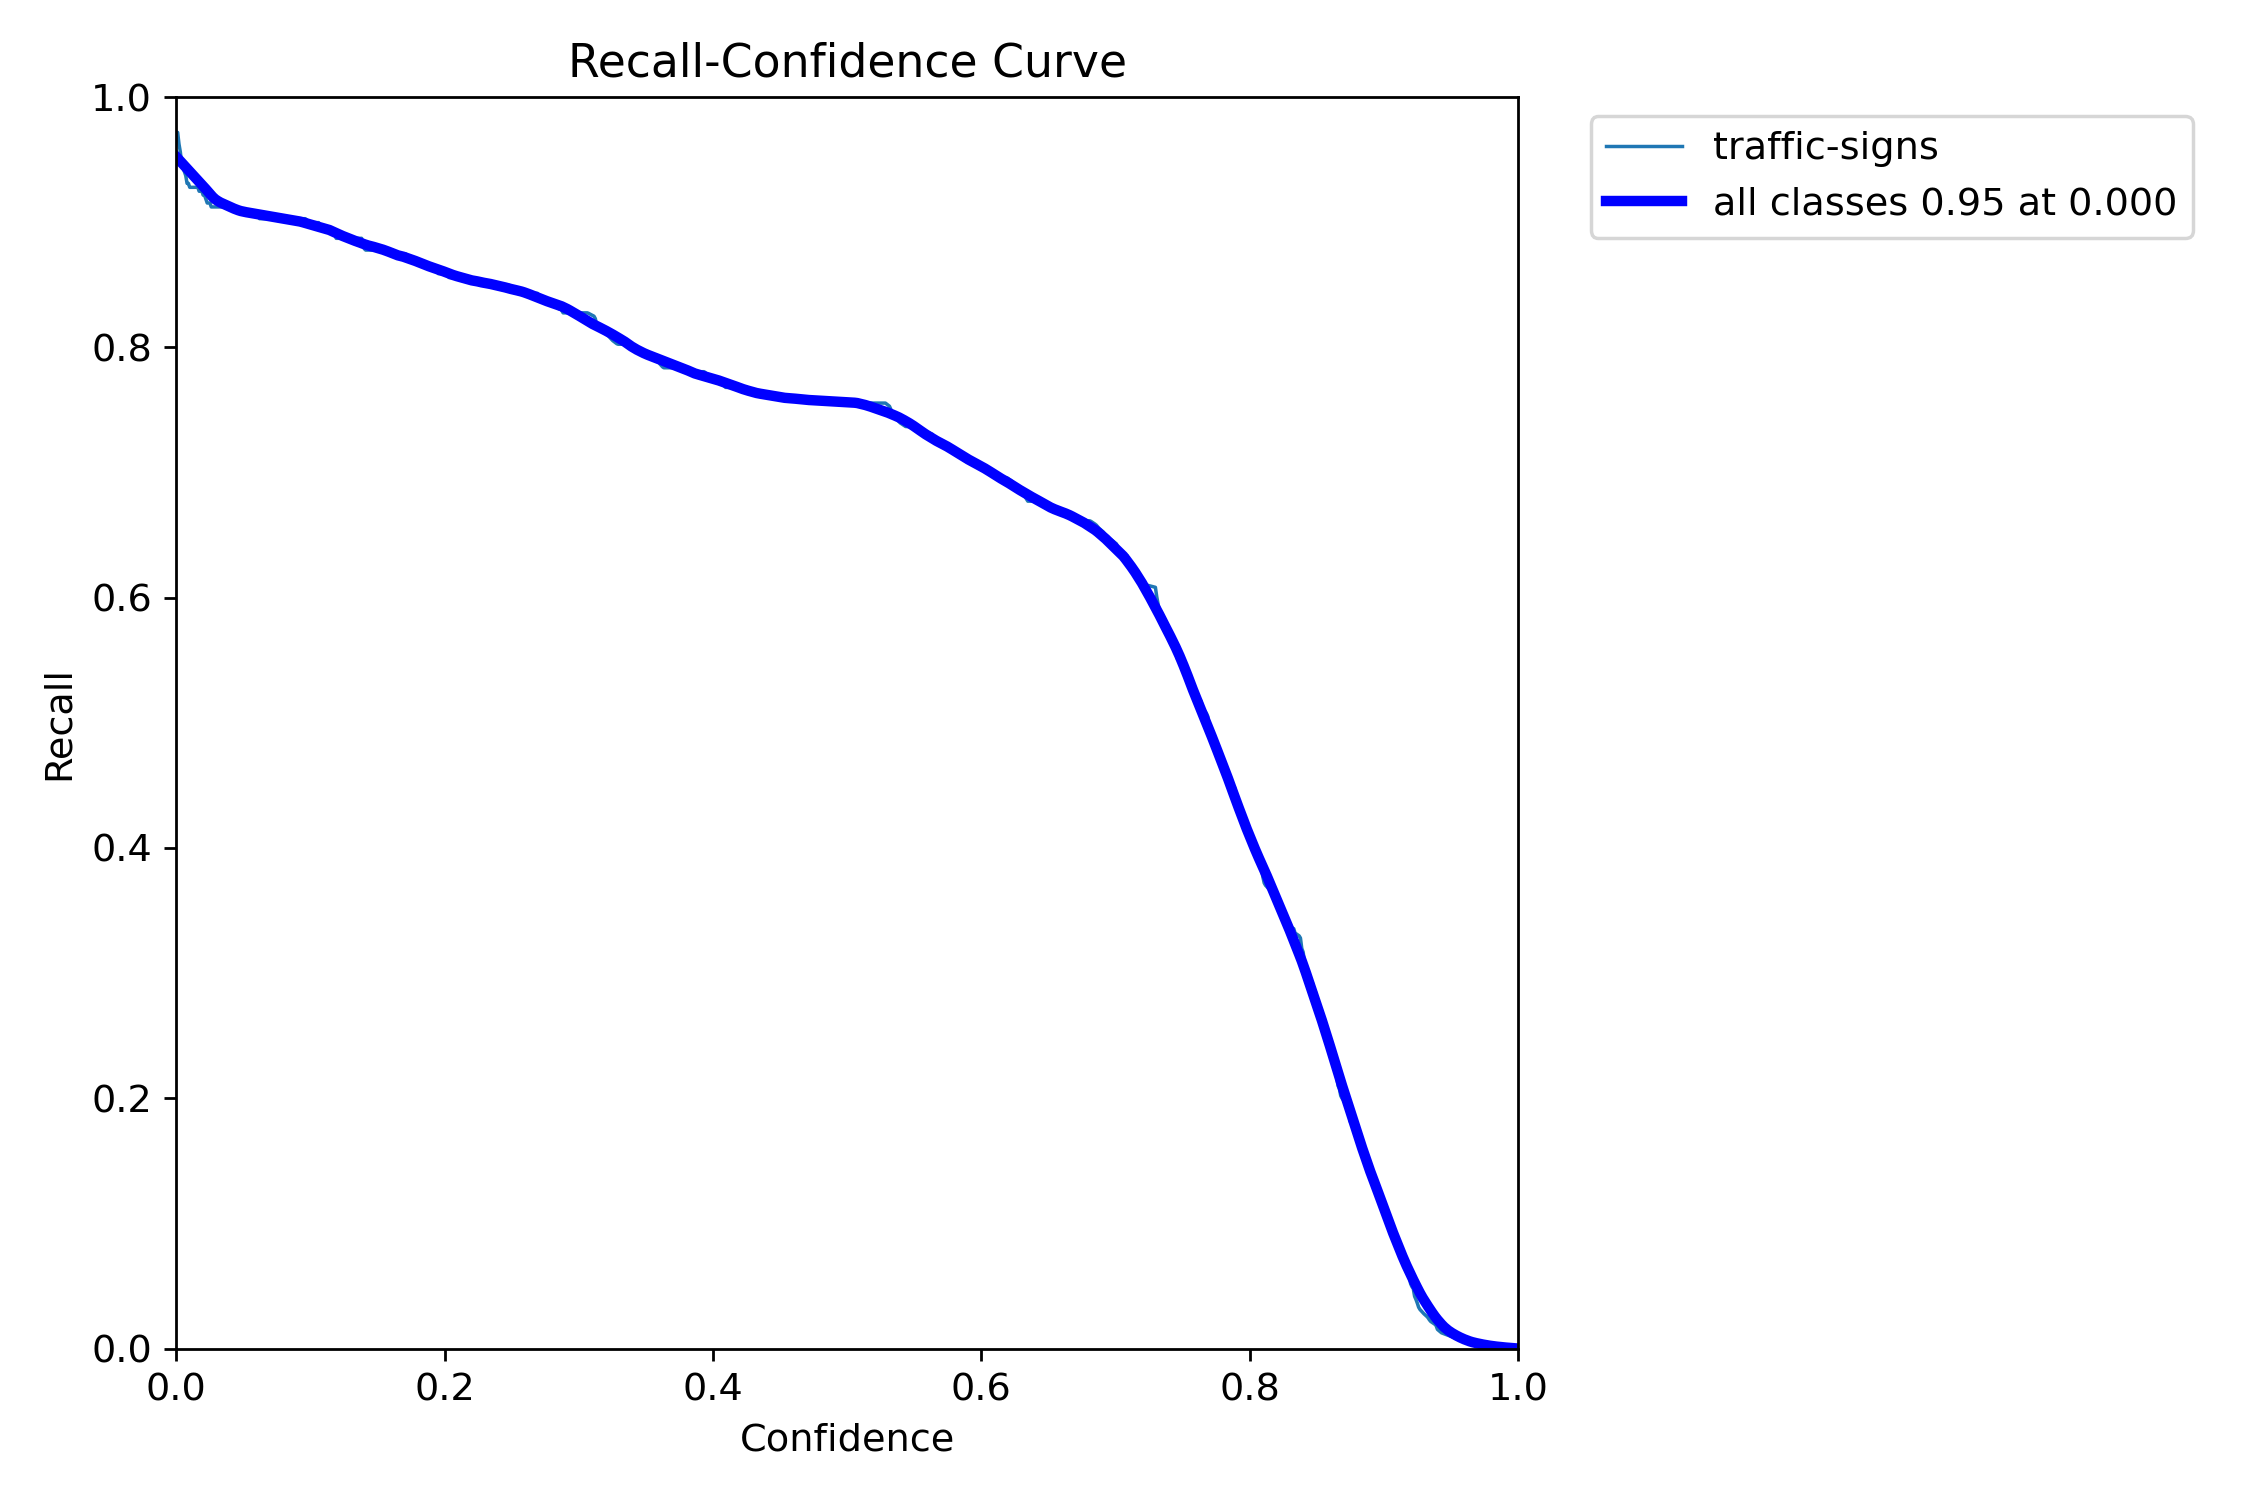 Recall-Confidence Curve
1.0
0.8
0.6
0.4
0.2
0.0
Recall
0.0 0.2 0.4 0.6 0.8 1.0
Confidence
traffic-signs
all classes 0.95 at 0.000